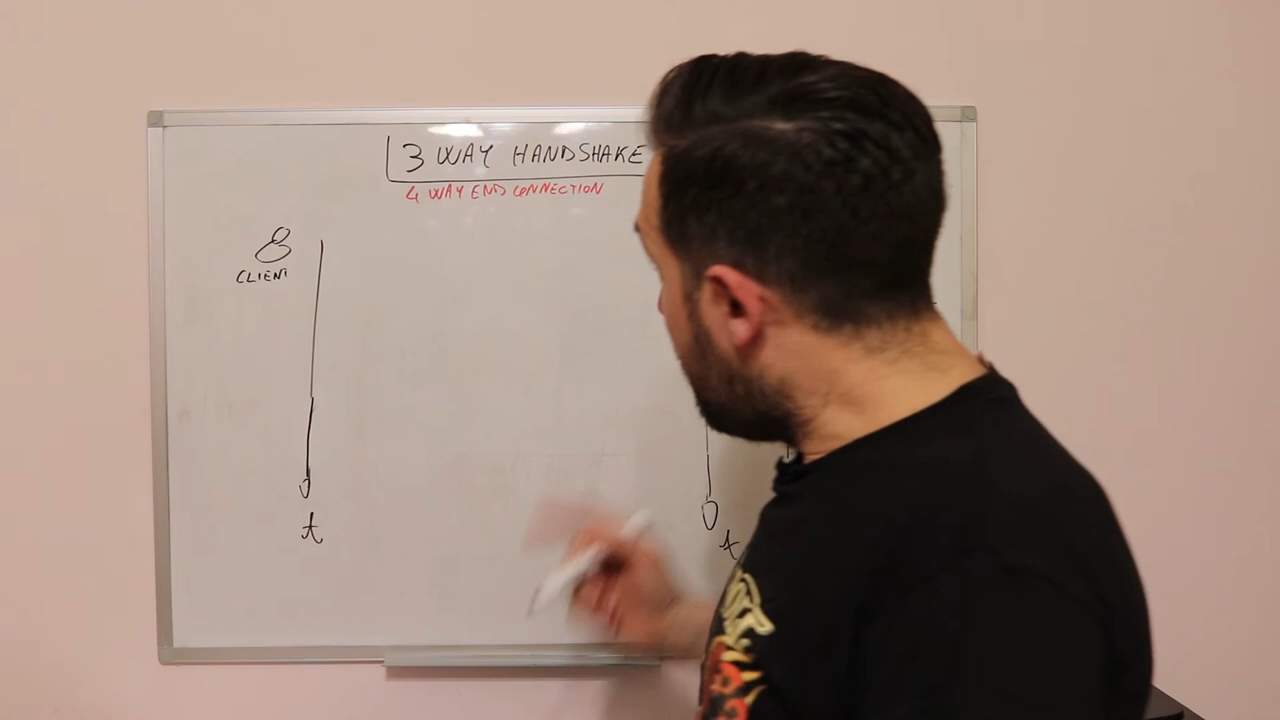 3 WAY HANDSHAKE
4 WAY END CONNECTION
CLIENT
t
t